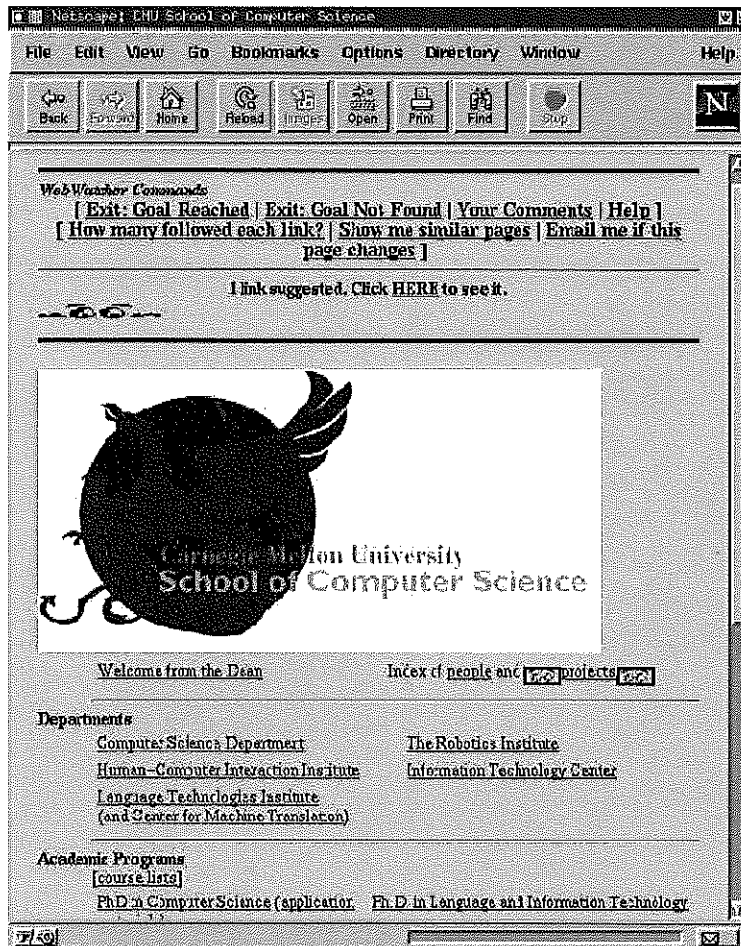 Netscape: CMU School of Computer Science
File Edit View Go Bookmarks Options Directory Window Help
Back Forward Home Reload Images Open Print Find Stop
N
WebWatcher Commands
[ Exit: Goal Reached | Exit: Goal Not Found | Your Comments | Help ]
[ How many followed each link? | Show me similar pages | Email me if this
page changes ]
1 link suggested. Click HERE to see it.
Carnegie Mellon University
School of Computer Science
Welcome from the Dean Index of people and projects
Departments
Computer Science Department The Robotics Institute
Human-Computer Interaction Institute Information Technology Center
Language Technologies Institute
(and Center for Machine Translation)
Academic Programs
[course lists]
PhD in Computer Science (application Ph.D. in Language and Information Technology